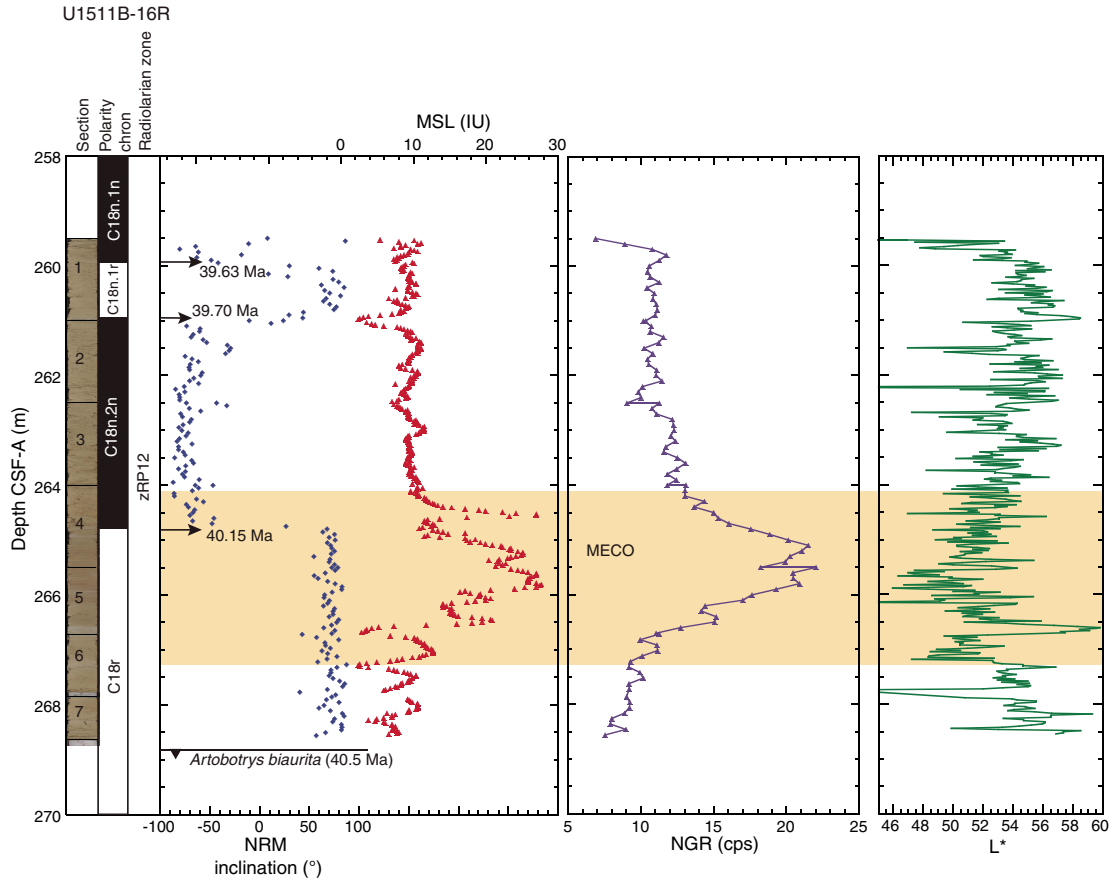 U1511B-16R
Section
Polarity chron
Radiolarian zone
MSL (IU)
0 10 20 30
Depth CSF-A (m)
258
260
262
264
266
268
270
1
2
3
4
5
6
7
C18n.1n
C18n.1r
C18n.2n
C18r
zRP12
39.63 Ma
39.70 Ma
40.15 Ma
MECO
Artobotrys biaurita (40.5 Ma)
-100 -50 0 50 100
NRM
inclination (°)
5 10 15 20 25
NGR (cps)
46 48 50 52 54 56 58 60
L*